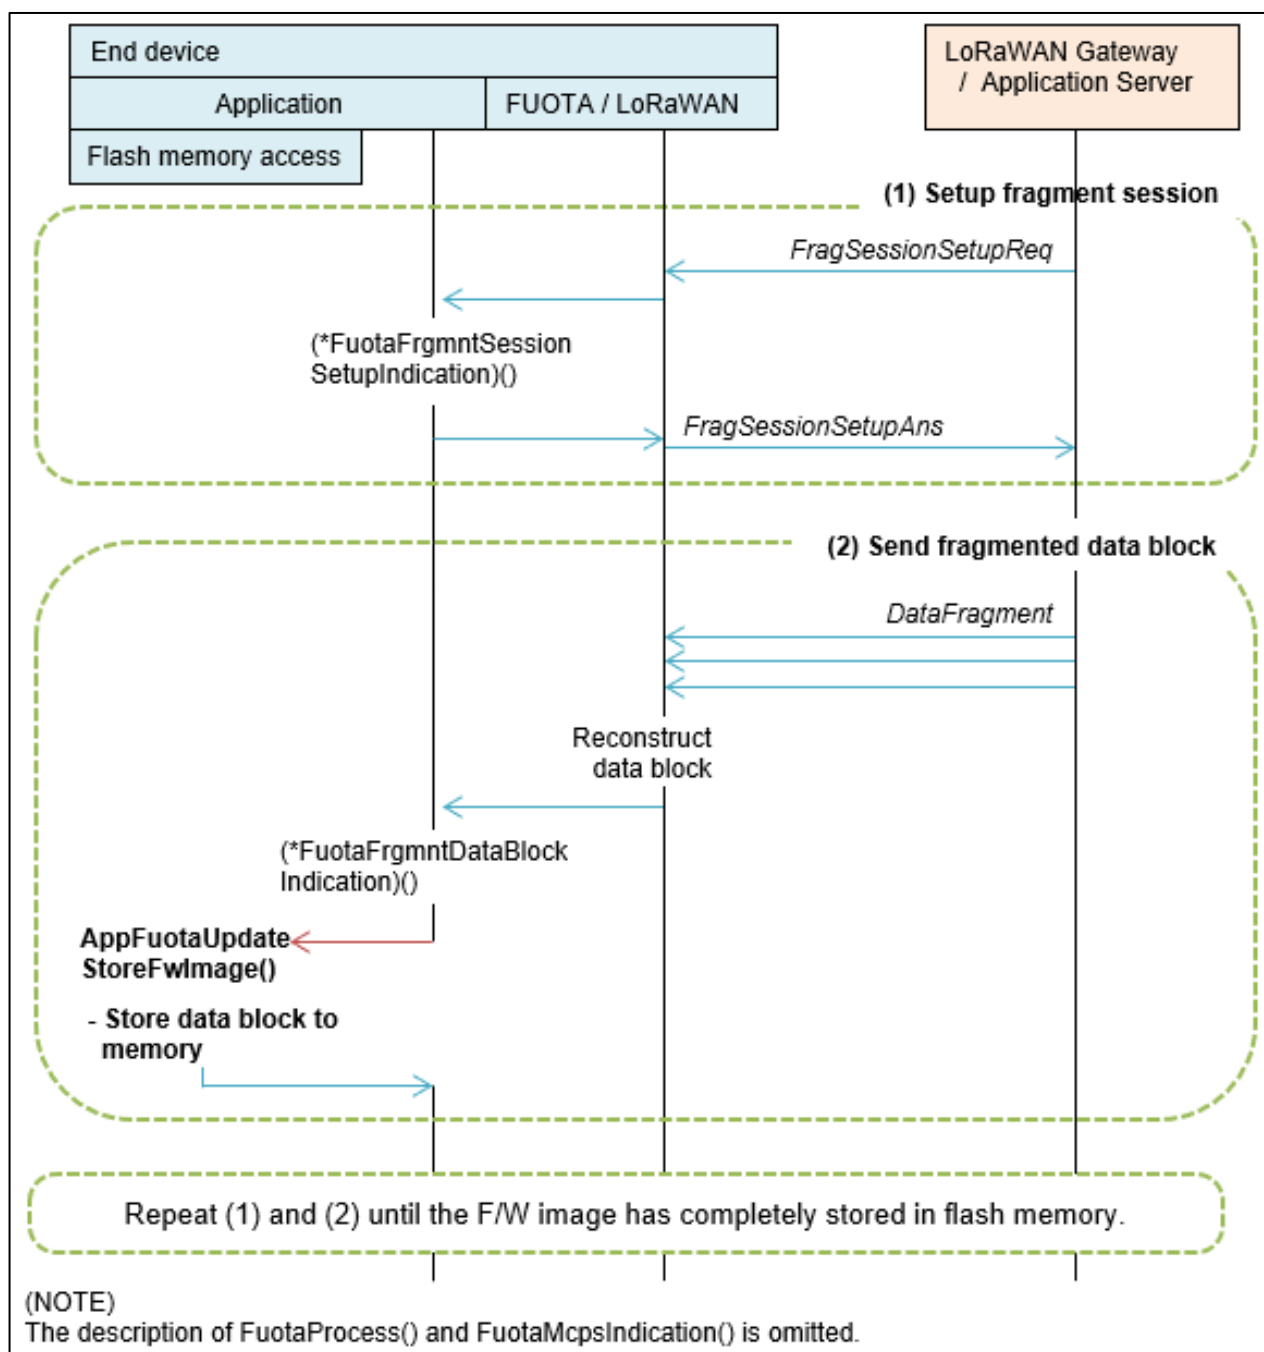 End device
LoRaWAN Gateway
/ Application Server
Application
FUOTA / LoRaWAN
Flash memory access
(1) Setup fragment session
FragSessionSetupReq
(*FuotaFrgmntSession
SetupIndication)()
FragSessionSetupAns
(2) Send fragmented data block
DataFragment
Reconstruct
data block
(*FuotaFrgmntDataBlock
Indication)()
AppFuotaUpdate
StoreFwImage()
- Store data block to
memory
Repeat (1) and (2) until the F/W image has completely stored in flash memory.
(NOTE)
The description of FuotaProcess() and FuotaMcpsIndication() is omitted.